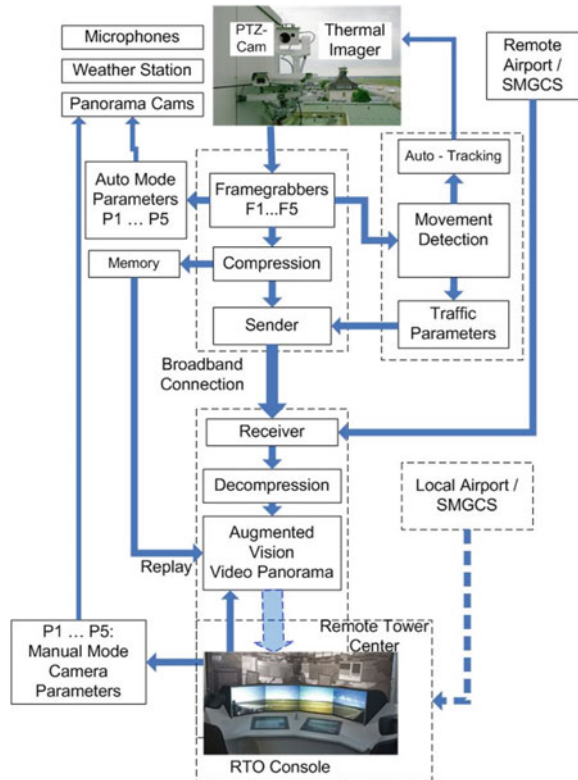 Microphones
Weather Station
Panorama Cams
PTZ-
Cam
Thermal
Imager
Remote
Airport /
SMGCS
Auto Mode
Parameters
P1 ... P5
Framegrabbers
F1...F5
Auto - Tracking
Movement
Detection
Memory
Compression
Traffic
Parameters
Sender
Broadband
Connection
Receiver
Decompression
Local Airport /
SMGCS
Augmented
Vision
Video Panorama
Replay
P1 ... P5:
Manual Mode
Camera
Parameters
Remote Tower
Center
RTO Console